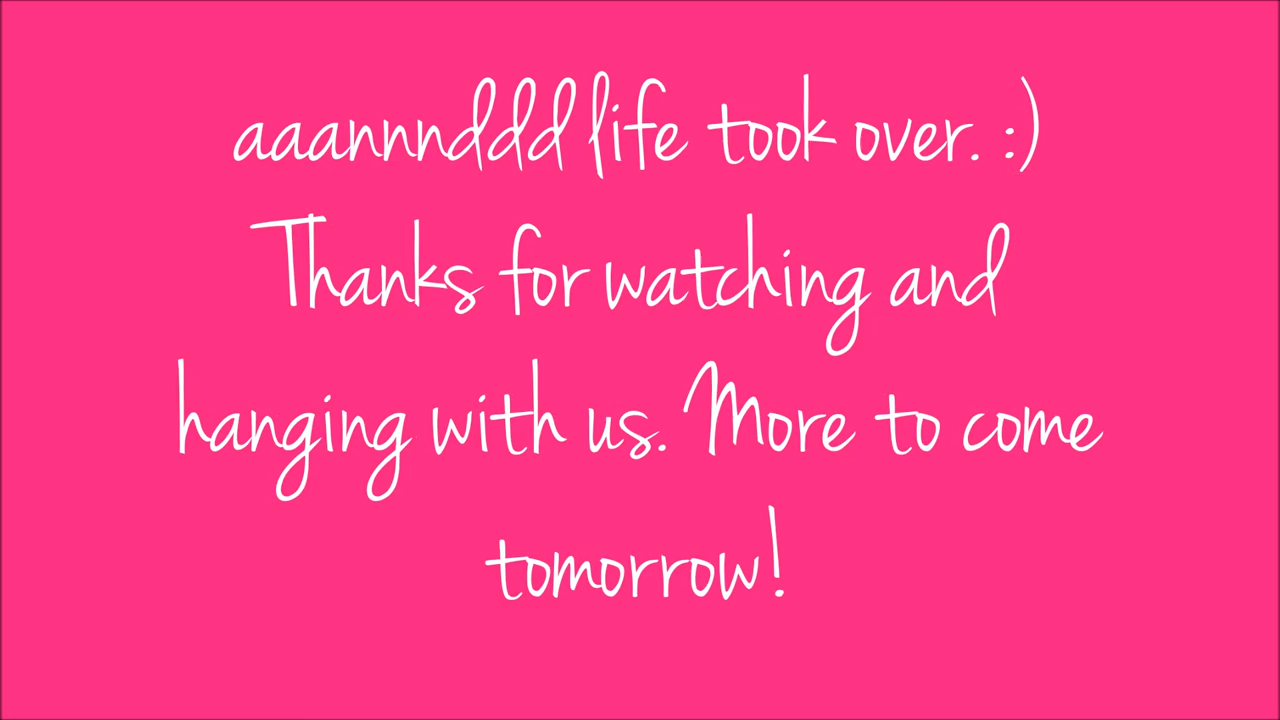 aaannnddd life took over. :)
Thanks for watching and
hanging with us. More to come
tomorrow!